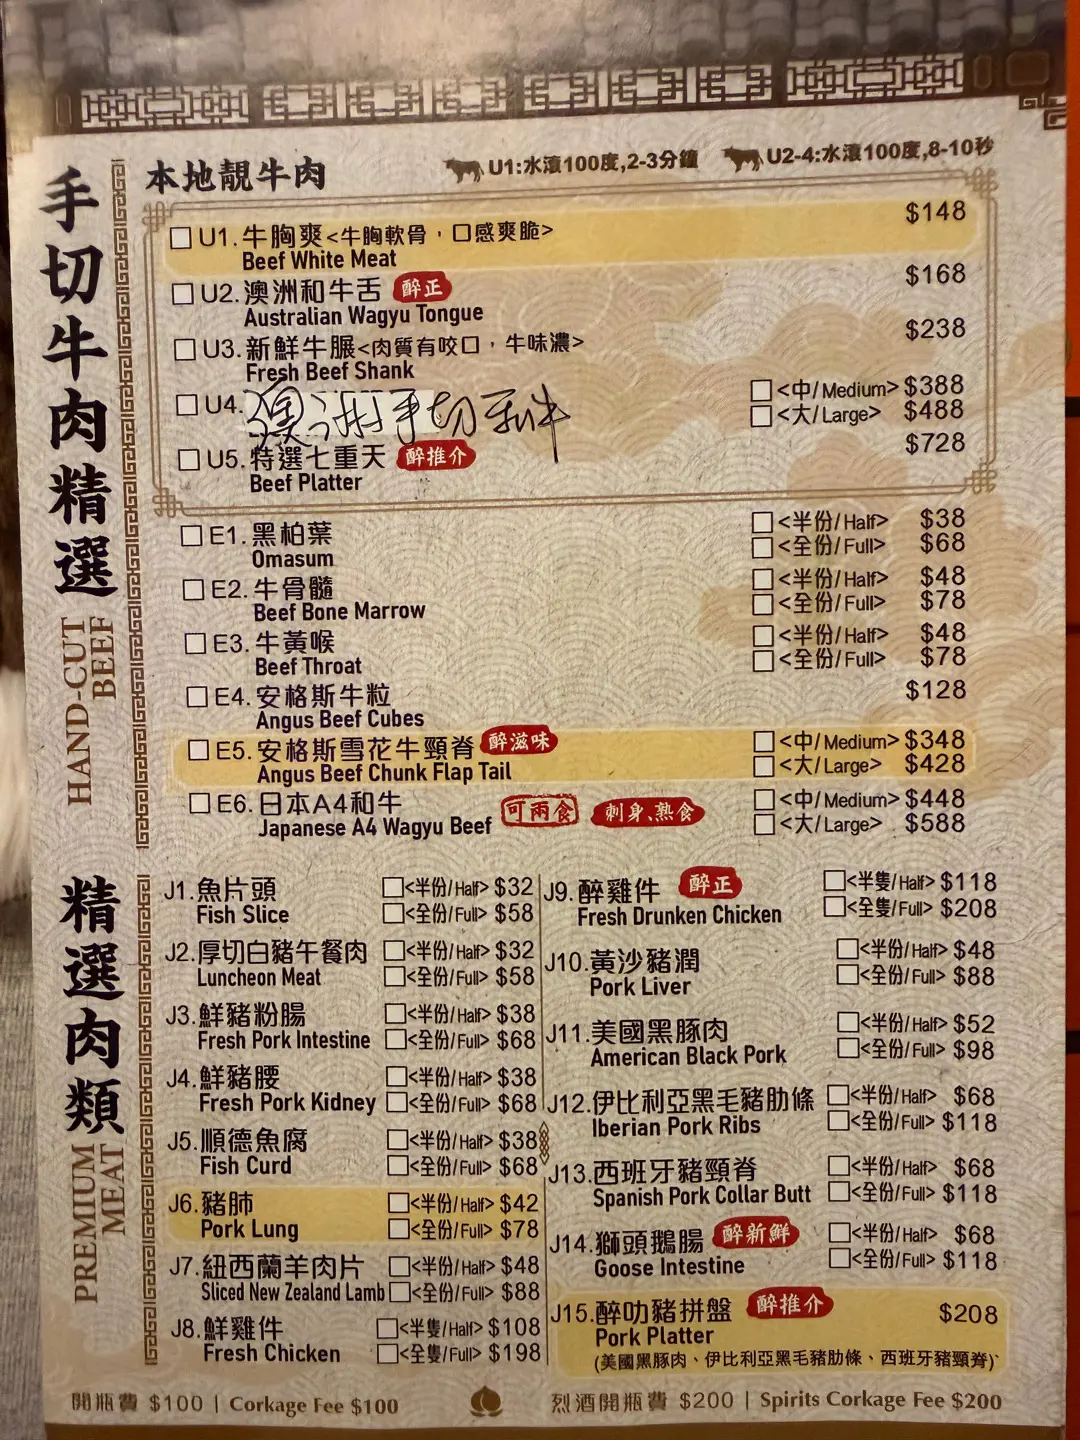 手切牛肉精選
HAND-CUT
BEEF
本地靚牛肉
U1:水滾100度,2-3分鐘
U2-4:水滾100度,8-10秒
U1.牛胸爽<牛胸軟骨，口感爽脆> $148
Beef White Meat
U2.澳洲和牛舌 醉正 $168
Australian Wagyu Tongue
U3.新鮮牛𦟌<肉質有咬口，牛味濃> $238
Fresh Beef Shank
U4.澳洲手切和牛 <中/Medium> $388
<大/Large> $488
U5.特選七重天 醉推介 $728
Beef Platter
E1.黑柏葉 <半份/Half> $38
Omasum <全份/Full> $68
E2.牛骨髓 <半份/Half> $48
Beef Bone Marrow <全份/Full> $78
E3.牛黃喉 <半份/Half> $48
Beef Throat <全份/Full> $78
E4.安格斯牛粒 $128
Angus Beef Cubes
E5.安格斯雪花牛頸脊 醉滋味 <中/Medium> $348
Angus Beef Chunk Flap Tail <大/Large> $428
E6.日本A4和牛 可兩食 刺身、熟食 <中/Medium> $448
Japanese A4 Wagyu Beef <大/Large> $588
精選肉類
PREMIUM
MEAT
J1.魚片頭 <半份/Half> $32
Fish Slice <全份/Full> $58
J2.厚切白豬午餐肉 <半份/Half> $32
Luncheon Meat <全份/Full> $58
J3.鮮豬粉腸 <半份/Half> $38
Fresh Pork Intestine <全份/Full> $68
J4.鮮豬腰 <半份/Half> $38
Fresh Pork Kidney <全份/Full> $68
J5.順德魚腐 <半份/Half> $38
Fish Curd <全份/Full> $68
J6.豬肺 <半份/Half> $42
Pork Lung <全份/Full> $78
J7.紐西蘭羊肉片 <半份/Half> $48
Sliced New Zealand Lamb <全份/Full> $88
J8.鮮雞件 <半隻/Half> $108
Fresh Chicken <全隻/Full> $198
J9.醉雞件 醉正 <半隻/Half> $118
Fresh Drunken Chicken <全隻/Full> $208
J10.黃沙豬潤 <半份/Half> $48
Pork Liver <全份/Full> $88
J11.美國黑豚肉 <半份/Half> $52
American Black Pork <全份/Full> $98
J12.伊比利亞黑毛豬肋條 <半份/Half> $68
Iberian Pork Ribs <全份/Full> $118
J13.西班牙豬頸脊 <半份/Half> $68
Spanish Pork Collar Butt <全份/Full> $118
J14.獅頭鵝腸 醉新鮮 <半份/Half> $68
Goose Intestine <全份/Full> $118
J15.醉叻豬拼盤 醉推介 $208
Pork Platter
(美國黑豚肉、伊比利亞黑毛豬肋條、西班牙豬頸脊)
開瓶費 $100 | Corkage Fee $100
烈酒開瓶費 $200 | Spirits Corkage Fee $200